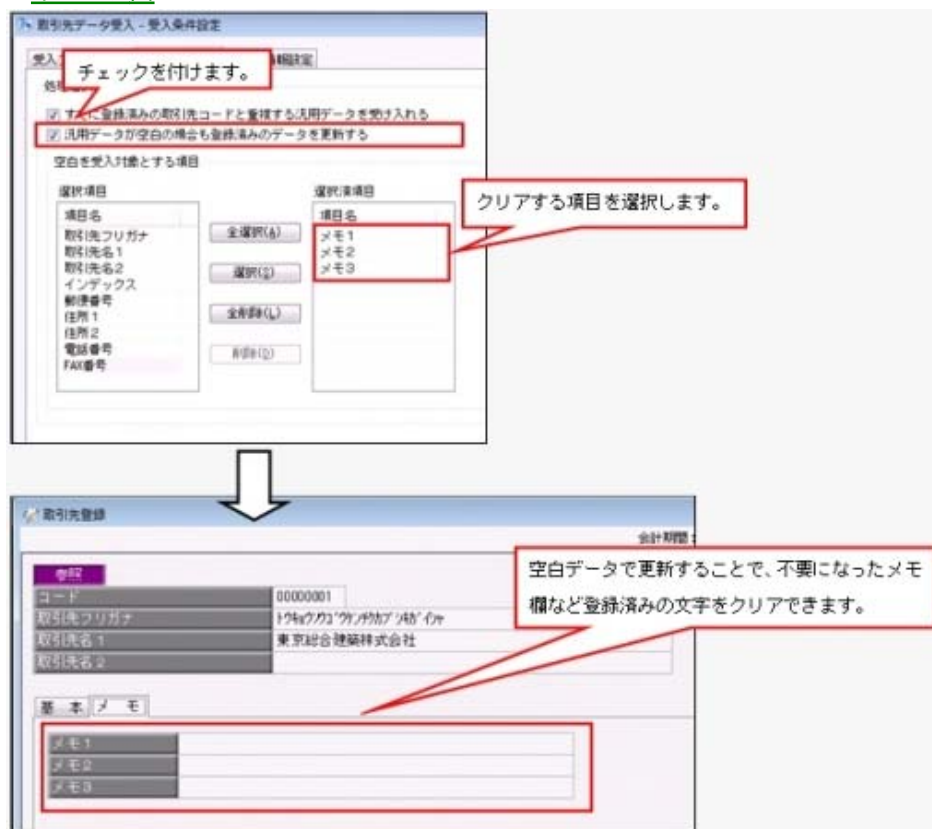 取引先データ受入 - 受入条件設定
受入
チェックを付けます。
すでに登録済みの取引先コードと重複する汎用データを受け入れる
汎用データが空白の場合も登録済みのデータを更新する
空白を受入対象とする項目
選択項目
選択済項目
クリアする項目を選択します。
項目名
項目名
取引先フリガナ
取引先名1
取引先名2
インデックス
郵便番号
住所1
住所2
電話番号
FAX番号
全選択(A)
選択(S)
全削除(L)
削除(D)
メモ1
メモ2
メモ3
取引先登録
会計期間:
空白データで更新することで、不要になったメモ
欄など登録済みの文字をクリアできます。
参照
コード
00000001
取引先フリガナ
取引先名1
東京総合建築株式会社
取引先名2
基 本
メ モ
メモ1
メモ2
メモ3